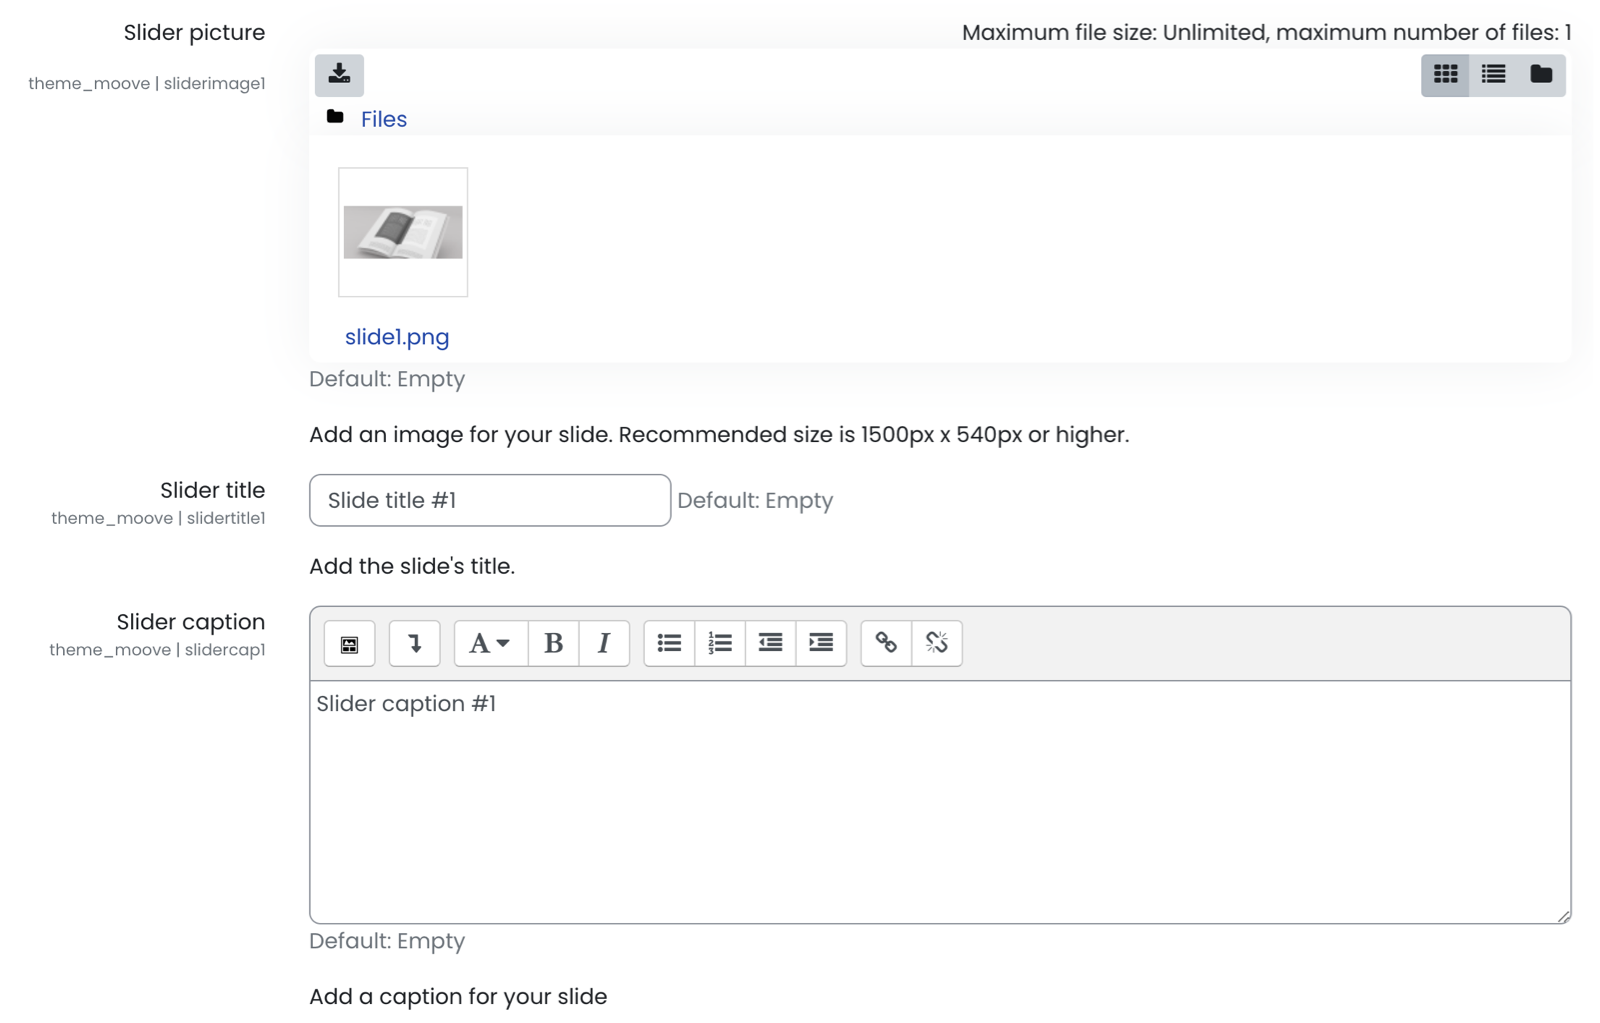 Slider picture
Maximum file size: Unlimited, maximum number of files: 1
theme_moove | sliderimage1
Files
slide1.png
Default: Empty
Add an image for your slide. Recommended size is 1500px x 540px or higher.
Slider title
theme_moove | slidertitle1
Slide title #1
Default: Empty
Add the slide's title.
Slider caption
theme_moove | slidercap1
A B I
Slider caption #1
Default: Empty
Add a caption for your slide